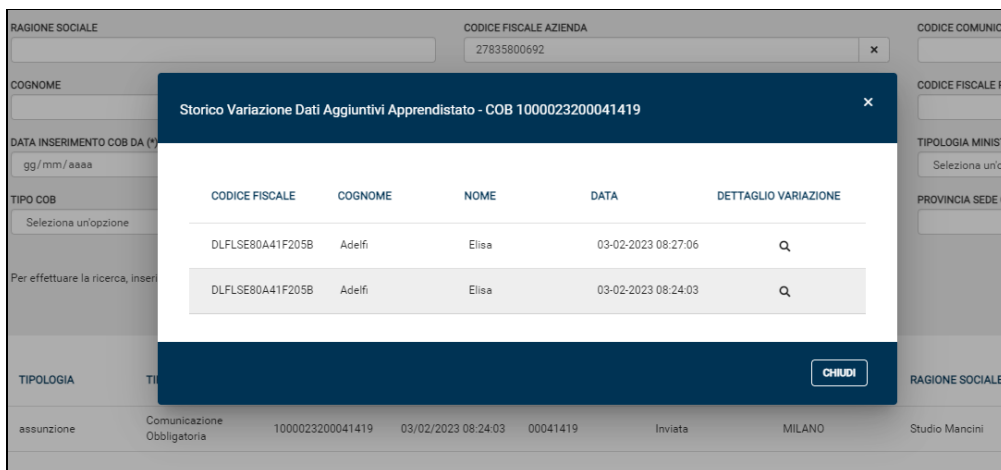 RAGIONE SOCIALE CODICE FISCALE AZIENDA
27835800692 ×
COGNOME
Storico Variazione Dati Aggiuntivi Apprendistato - COB 1000023200041419 ×
DATA INSERIMENTO COB DA (*)
gg/mm/aaaa Seleziona
TIPO COB CODICE FISCALE COGNOME NOME DATA DETTAGLIO VARIAZIONE PROVINCIA SEDE
Seleziona un'opzione
DLFLSE80A41F205B Adelfi Elisa 03-02-2023 08:27:06
Per effettuare la ricerca,
DLFLSE80A41F205B Adelfi Elisa 03-02-2023 08:24:03
CHIUDI
TIPOLOGIA RAGIONE SOCIALE
assunzione Comunicazione Obbligatoria 1000023200041419 03/02/2023 08:24:03 00041419 Inviata MILANO Studio Mancini